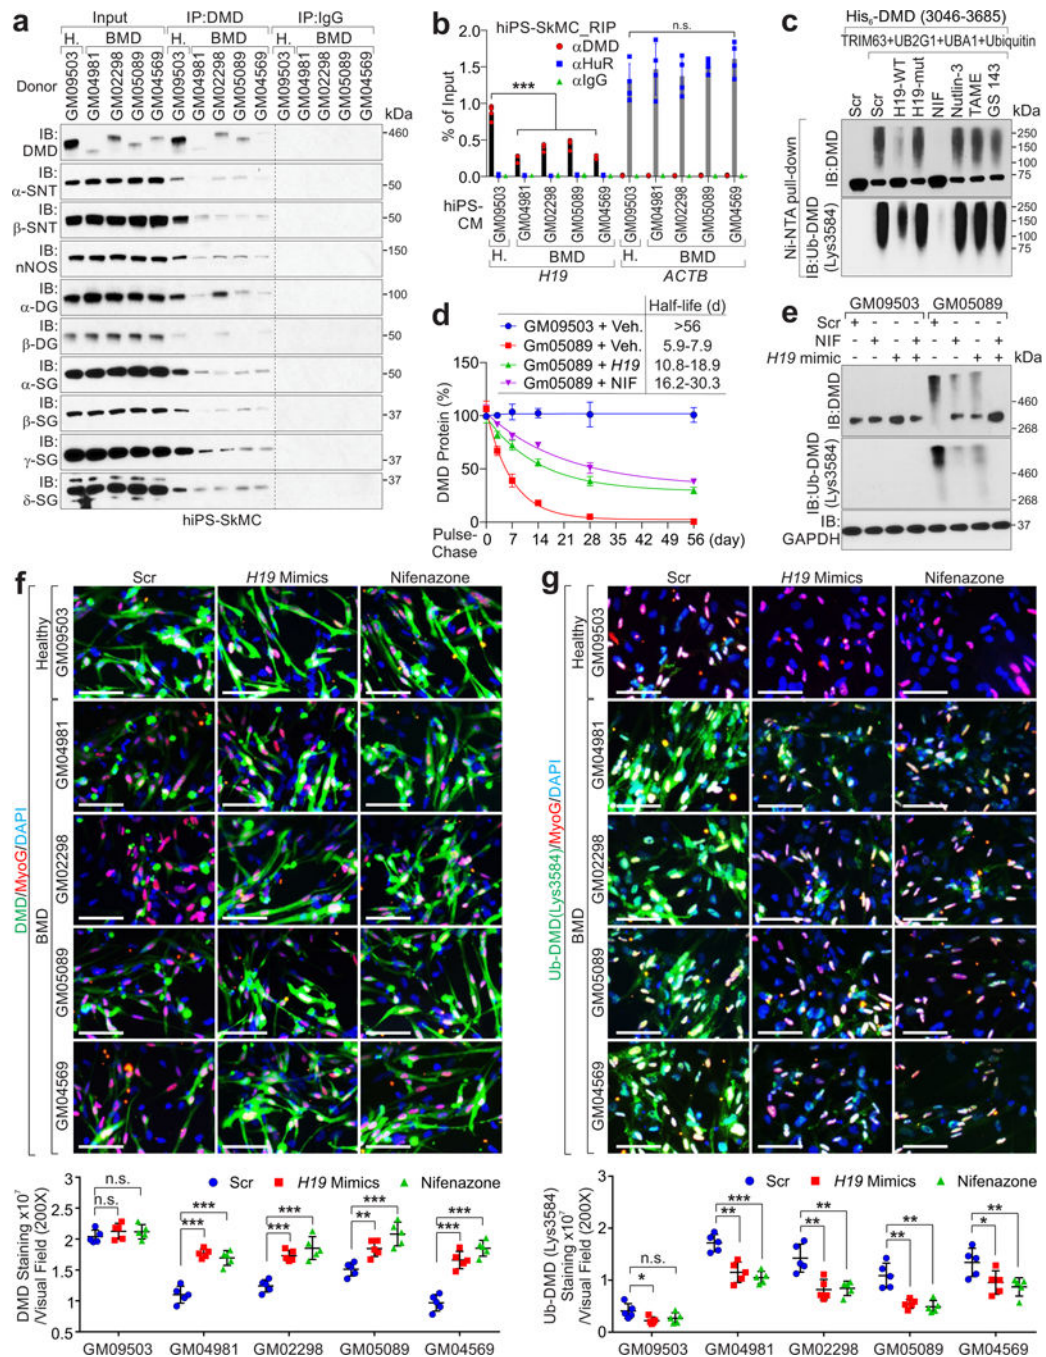 a
Input
IP:DMD
IP:IgG
H.
BMD
H.
BMD
H.
BMD
Donor
GM09503
GM04981
GM02298
GM05089
GM04569
GM09503
GM04981
GM02298
GM05089
GM04569
GM09503
GM04981
GM02298
GM05089
GM04569
kDa
IB:
DMD
460
IB:
α-SNT
50
IB:
β-SNT
50
IB:
nNOS
150
IB:
α-DG
100
IB:
β-DG
50
IB:
α-SG
50
IB:
β-SG
37
IB:
γ-SG
37
IB:
δ-SG
37
hiPS-SkMC
b
hiPS-SkMC_RIP
αDMD
αHuR
αIgG
n.s.
***
% of Input
2.0
1.5
1.0
0.5
0
hiPS-
CM
GM09503
GM04981
GM02298
GM05089
GM04569
GM09503
GM04981
GM02298
GM05089
GM04569
H.
BMD
H.
BMD
H19
ACTB
c
His6-DMD (3046-3685)
TRIM63+UB2G1+UBA1+Ubiquitin
Scr
Scr
H19-WT
H19-mut
NIF
Nutlin-3
TAME
GS 143
kDa
Ni-NTA pull-down
IB:DMD
250
150
75
IB:Ub-DMD
(Lys3584)
250
150
75
d
Half-life (d)
GM09503 + Veh. >56
Gm05089 + Veh. 5.9-7.9
Gm05089 + H19 10.8-18.9
Gm05089 + NIF 16.2-30.3
DMD Protein (%)
150
100
50
0
Pulse-
Chase
0 7 14 21 28 35 42 49 56 (day)
e
GM09503 GM05089
Scr + - - - + - - -
NIF - + - + - + - +
H19 mimic - - + + - - + +
kDa
IB:DMD
460
268
IB:Ub-DMD
(Lys3584)
460
268
IB:
GAPDH
37
f
Scr
H19 Mimics
Nifenazone
DMD/MyoG/DAPI
Healthy
GM09503
BMD
GM04981
GM02298
GM05089
GM04569
Scr
H19 Mimics
Nifenazone
DMD Staining x10⁷
/Visual Field (200X)
3
2.5
2
1.5
1
0.5
n.s.
n.s.
***
***
***
***
***
**
***
***
GM09503 GM04981 GM02298 GM05089 GM04569
g
Scr
H19 Mimics
Nifenazone
Ub-DMD(Lys3584)/MyoG/DAPI
Healthy
GM09503
BMD
GM04981
GM02298
GM05089
GM04569
Scr
H19 Mimics
Nifenazone
Ub-DMD (Lys3584)
Staining x10⁷
/Visual Field (200X)
3
2
1
0
n.s.
*
***
**
**
**
**
**
**
*
GM09503 GM04981 GM02298 GM05089 GM04569